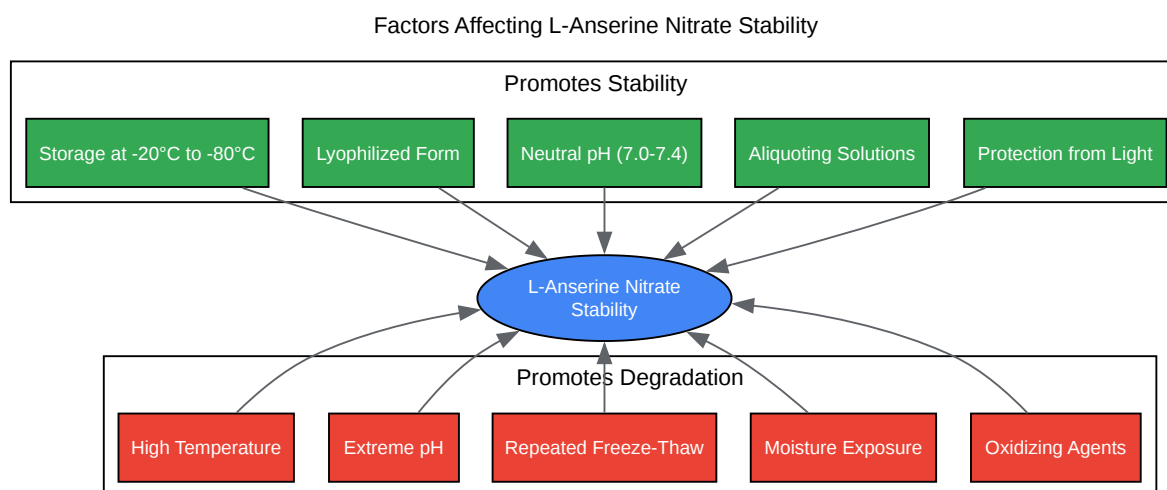 Factors Affecting L-Anserine Nitrate Stability
Promotes Stability
Storage at -20°C to -80°C
Lyophilized Form
Neutral pH (7.0-7.4)
Aliquoting Solutions
Protection from Light
L-Anserine Nitrate
Stability
Promotes Degradation
High Temperature
Extreme pH
Repeated Freeze-Thaw
Moisture Exposure
Oxidizing Agents